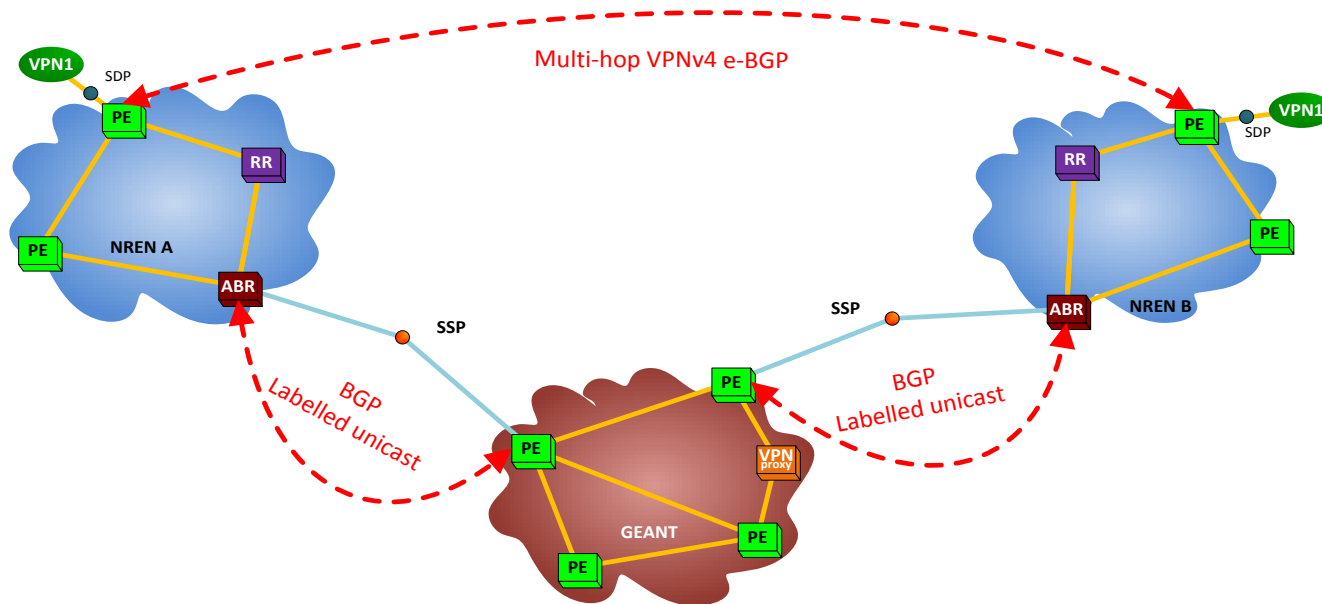 Multi-hop VPNv4 e-BGP
VPN1
SDP
PE
RR
PE
NREN A
ABR
SSP
BGP
Labelled unicast
VPN1
SDP
PE
RR
PE
NREN B
ABR
SSP
BGP
Labelled unicast
PE
PE
VPN
proxy
GEANT
PE
PE